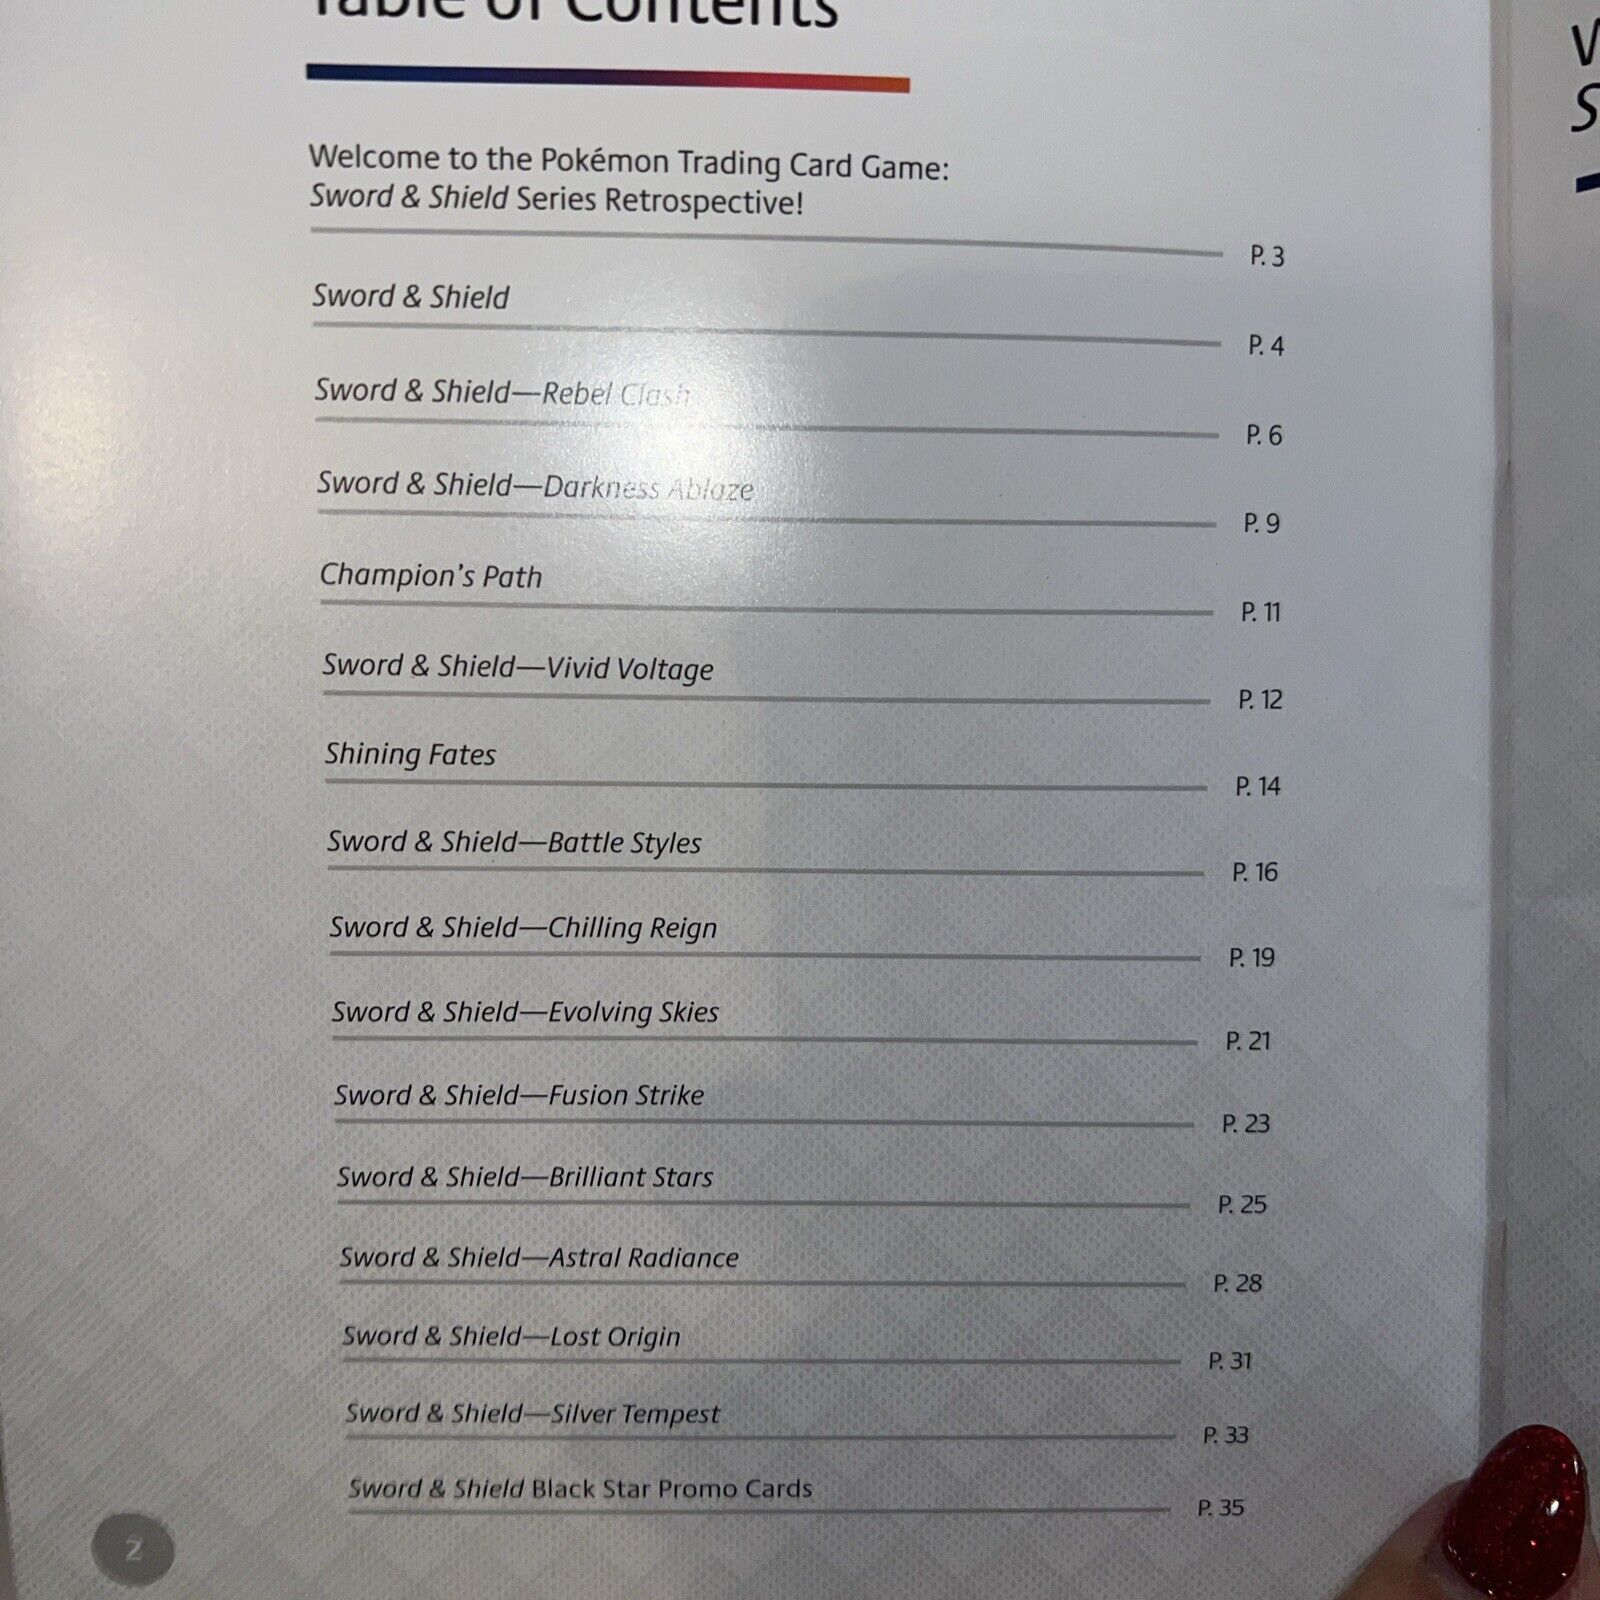 Table of Contents
Welcome to the Pokémon Trading Card Game:
Sword & Shield Series Retrospective!
P. 3
Sword & Shield
P. 4
Sword & Shield—Rebel Clash
P. 6
Sword & Shield—Darkness Ablaze
P. 9
Champion's Path
P. 11
Sword & Shield—Vivid Voltage
P. 12
Shining Fates
P. 14
Sword & Shield—Battle Styles
P. 16
Sword & Shield—Chilling Reign
P. 19
Sword & Shield—Evolving Skies
P. 21
Sword & Shield—Fusion Strike
P. 23
Sword & Shield—Brilliant Stars
P. 25
Sword & Shield—Astral Radiance
P. 28
Sword & Shield—Lost Origin
P. 31
Sword & Shield—Silver Tempest
P. 33
Sword & Shield Black Star Promo Cards
P. 35
2